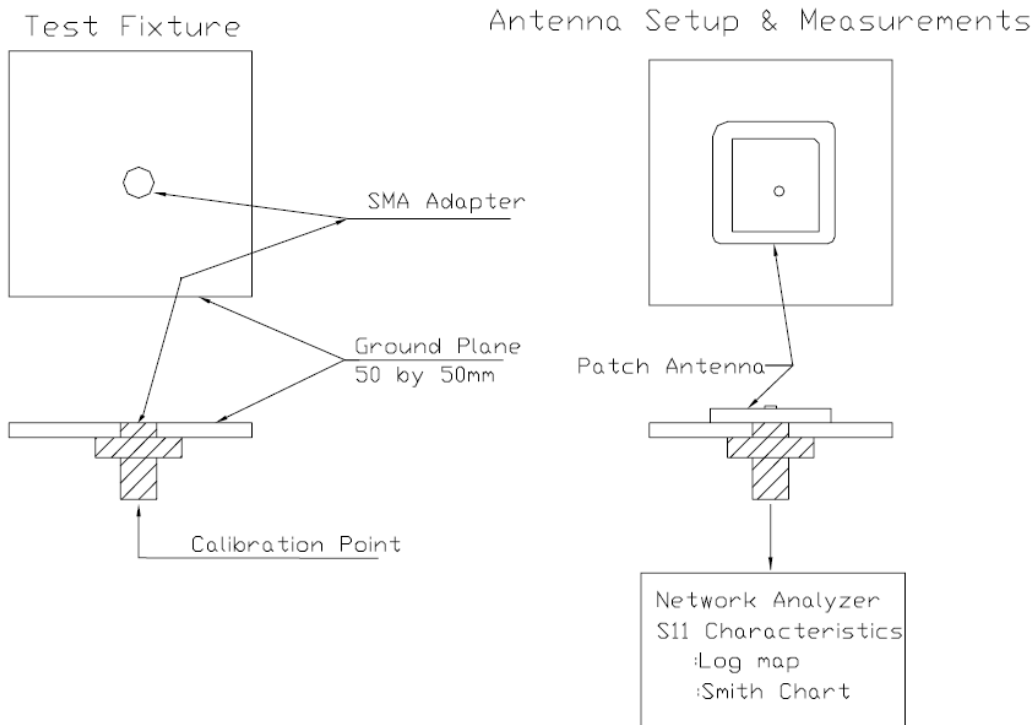 Test Fixture
Antenna Setup & Measurements
SMA Adapter
Ground Plane
50 by 50mm
Patch Antenna
Calibration Point
Network Analyzer
S11 Characteristics
:Log map
:Smith Chart